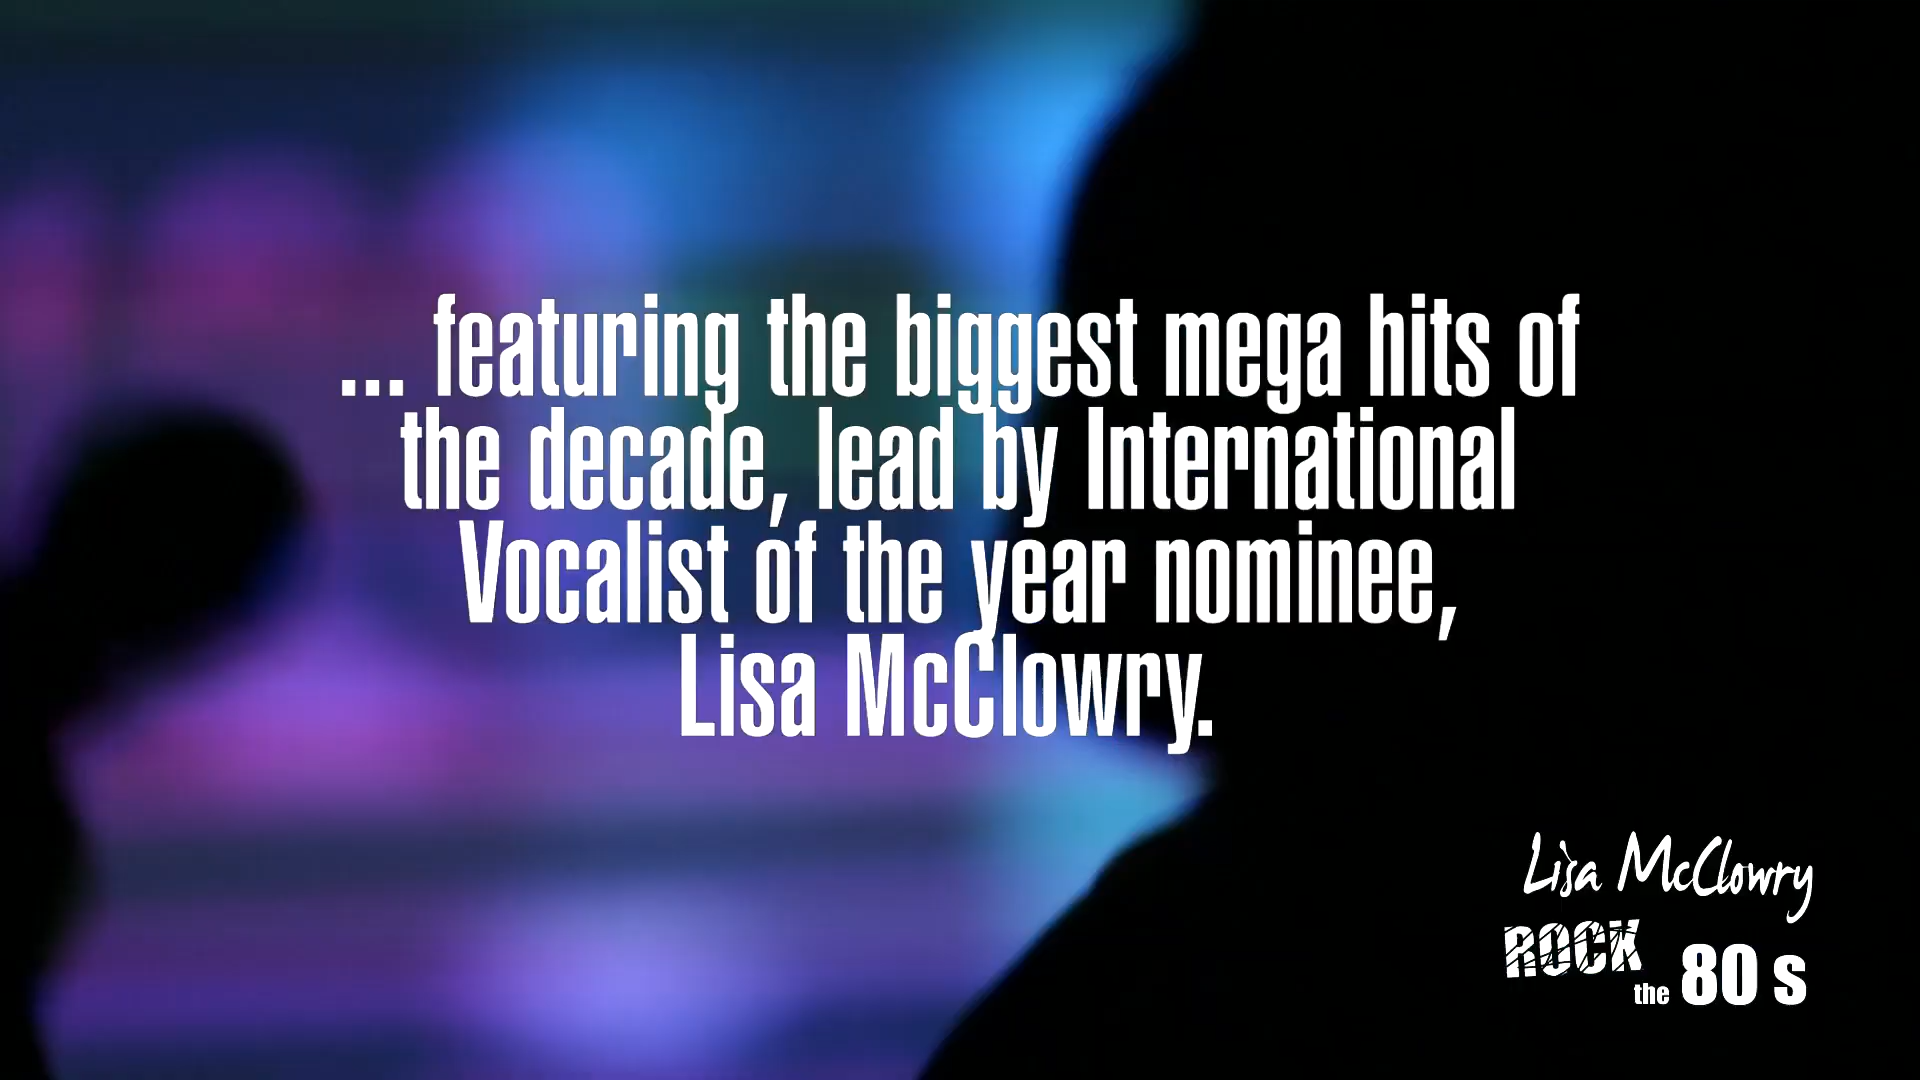 ... featuring the biggest mega hits of
the decade, lead by International
Vocalist of the year nominee,
Lisa McClowry.
Lisa McClowry
ROCK
the 80 s